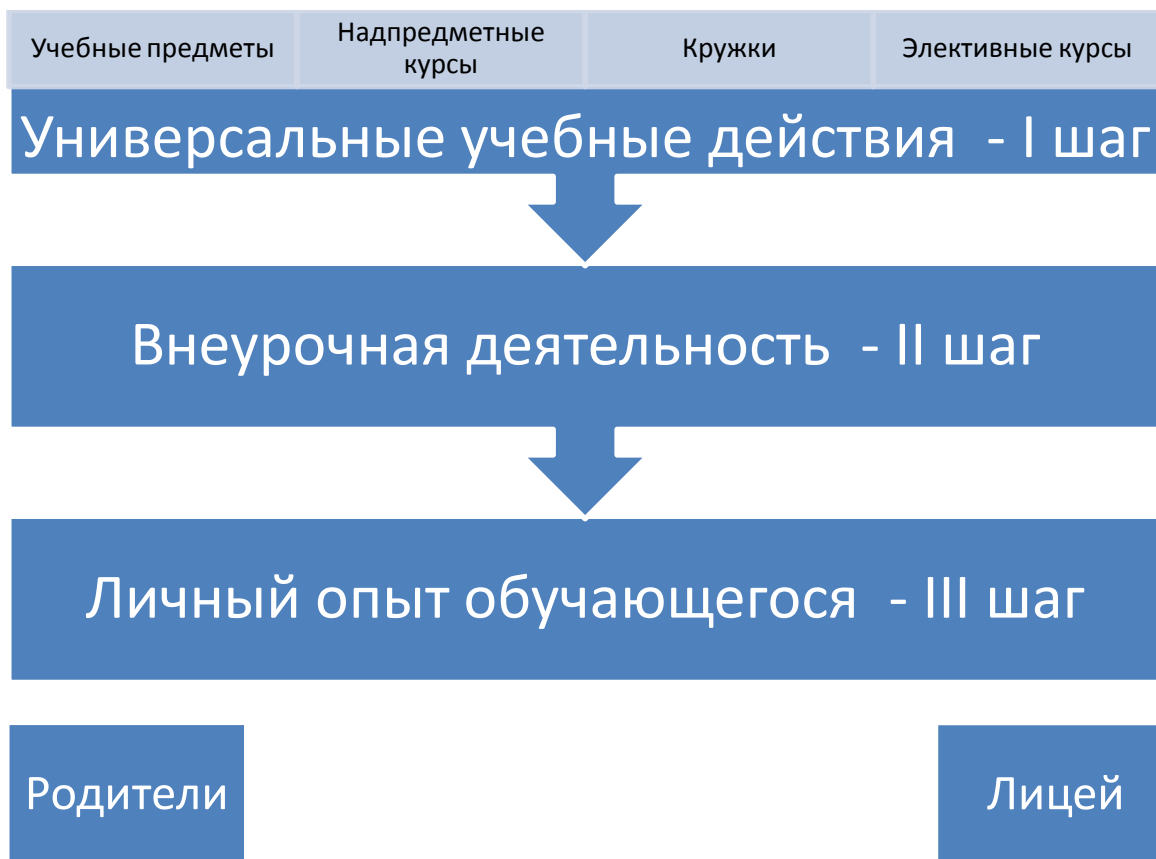 Учебные предметы
Надпредметные
курсы
Кружки
Элективные курсы
Универсальные учебные действия - I шаг
Внеурочная деятельность - II шаг
Личный опыт обучающегося - III шаг
Родители
Лицей